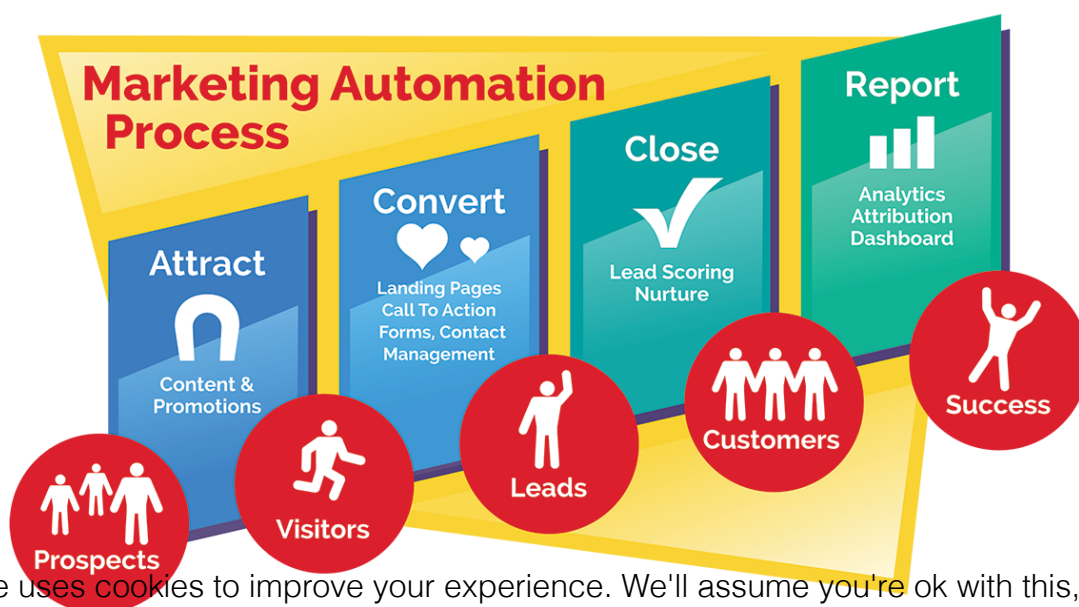 Marketing Automation
Process
Attract
Content &
Promotions
Convert
Landing Pages
Call To Action
Forms, Contact
Management
Close
Lead Scoring
Nurture
Report
Analytics
Attribution
Dashboard
Prospects
Visitors
Leads
Customers
Success
e uses cookies to improve your experience. We'll assume you're ok with this,